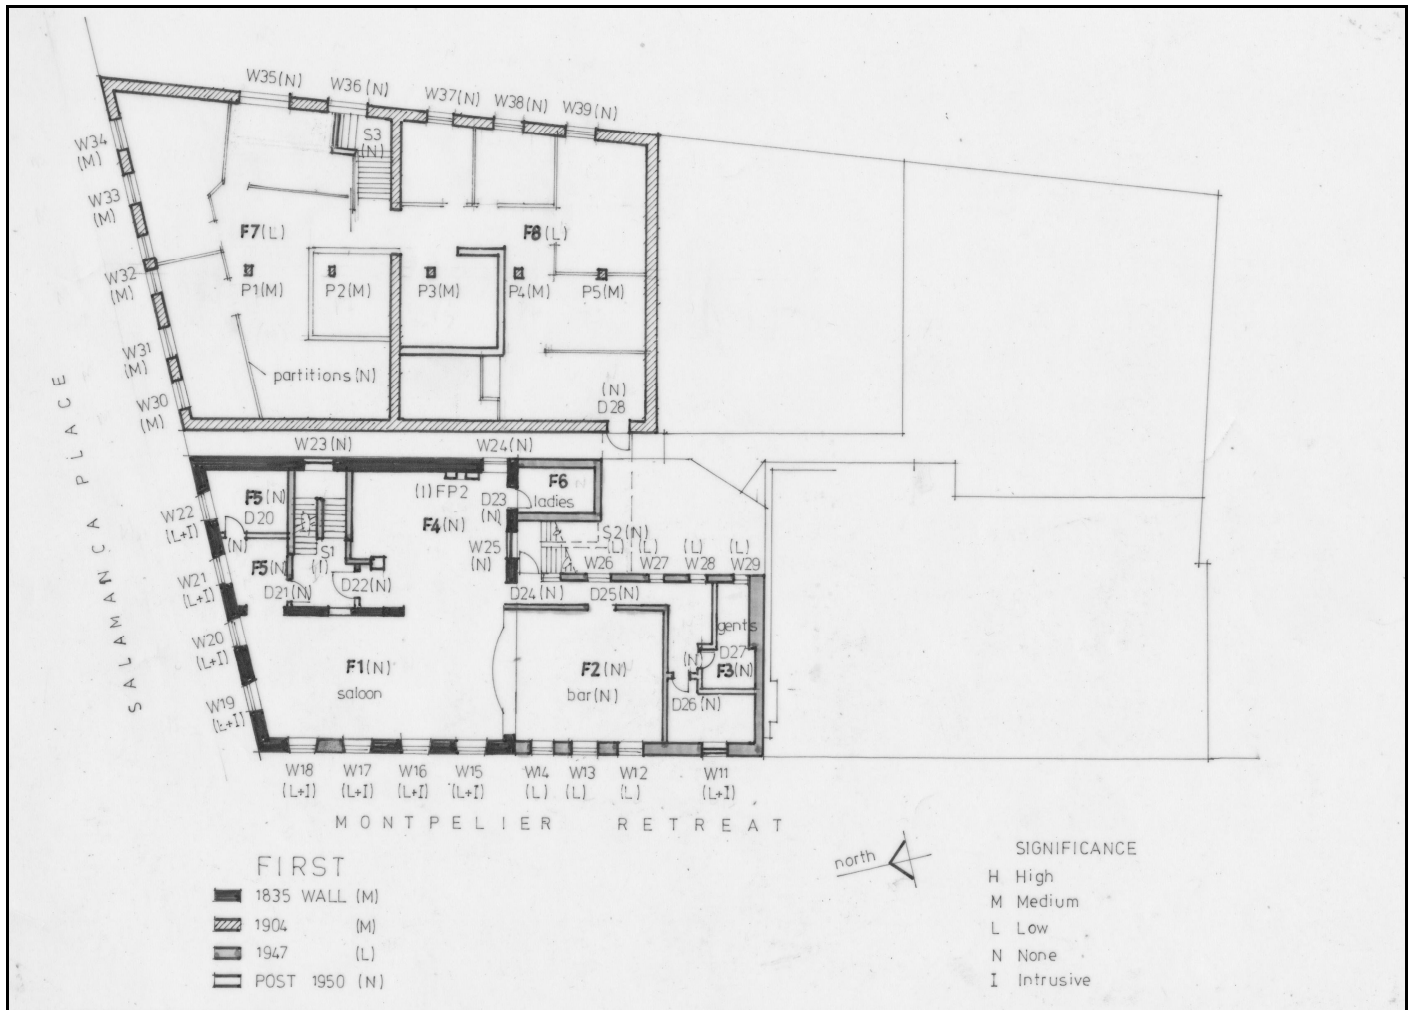 W35(N)
W36(N)
W37(N)
W38(N)
W39(N)
W34
(M)
S3
(N)
W33
(M)
F7(L)
F8(L)
W32
(M)
P1(M)
P2(M)
P3(M)
P4(M)
P5(M)
W31
(M)
partitions(N)
W30
(M)
(N)
D28
SALAMANCA PLACE
W23(N)
W24(N)
F5(N)
D20
(N)
(I)FP2
F4(N)
D23
(N)
F6
ladies
W22
(L+I)
F5(N)
S1
(I)
W25
(N)
S2(N)
(L)
(L)
(L)
(L)
W26
W27
W28
W29
W21
(L+I)
D21(N)
D22(N)
D24(N)
D25(N)
W20
(L+I)
gents
D27
(N)
F3(N)
F1(N)
saloon
F2(N)
bar(N)
D26(N)
W19
(L+I)
W18
(L+I)
W17
(L+I)
W16
(L+I)
W15
(L+I)
W14
(L)
W13
(L)
W12
(L)
W11
(L+I)
MONTPELIER RETREAT
north
FIRST
1835 WALL (M)
1904 (M)
1947 (L)
POST 1950 (N)
SIGNIFICANCE
H High
M Medium
L Low
N None
I Intrusive